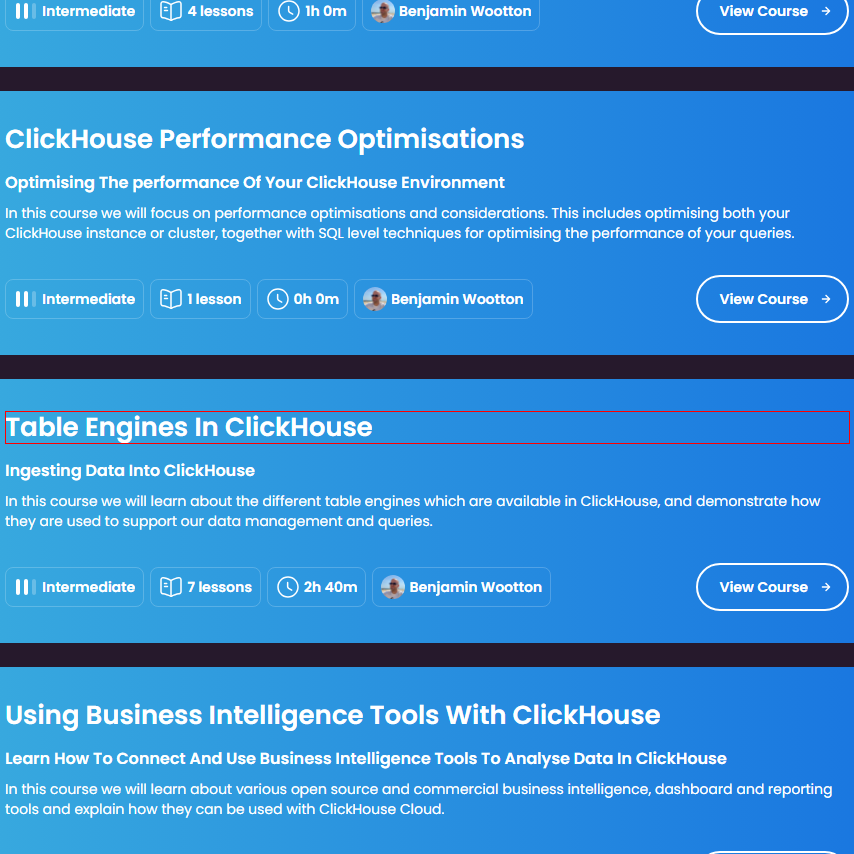 Intermediate 4 lessons 1h 0m Benjamin Wootton View Course
ClickHouse Performance Optimisations
Optimising The performance Of Your ClickHouse Environment
In this course we will focus on performance optimisations and considerations. This includes optimising both your
ClickHouse instance or cluster, together with SQL level techniques for optimising the performance of your queries.
Intermediate 1 lesson 0h 0m Benjamin Wootton View Course
Table Engines In ClickHouse
Ingesting Data Into ClickHouse
In this course we will learn about the different table engines which are available in ClickHouse, and demonstrate how
they are used to support our data management and queries.
Intermediate 7 lessons 2h 40m Benjamin Wootton View Course
Using Business Intelligence Tools With ClickHouse
Learn How To Connect And Use Business Intelligence Tools To Analyse Data In ClickHouse
In this course we will learn about various open source and commercial business intelligence, dashboard and reporting
tools and explain how they can be used with ClickHouse Cloud.